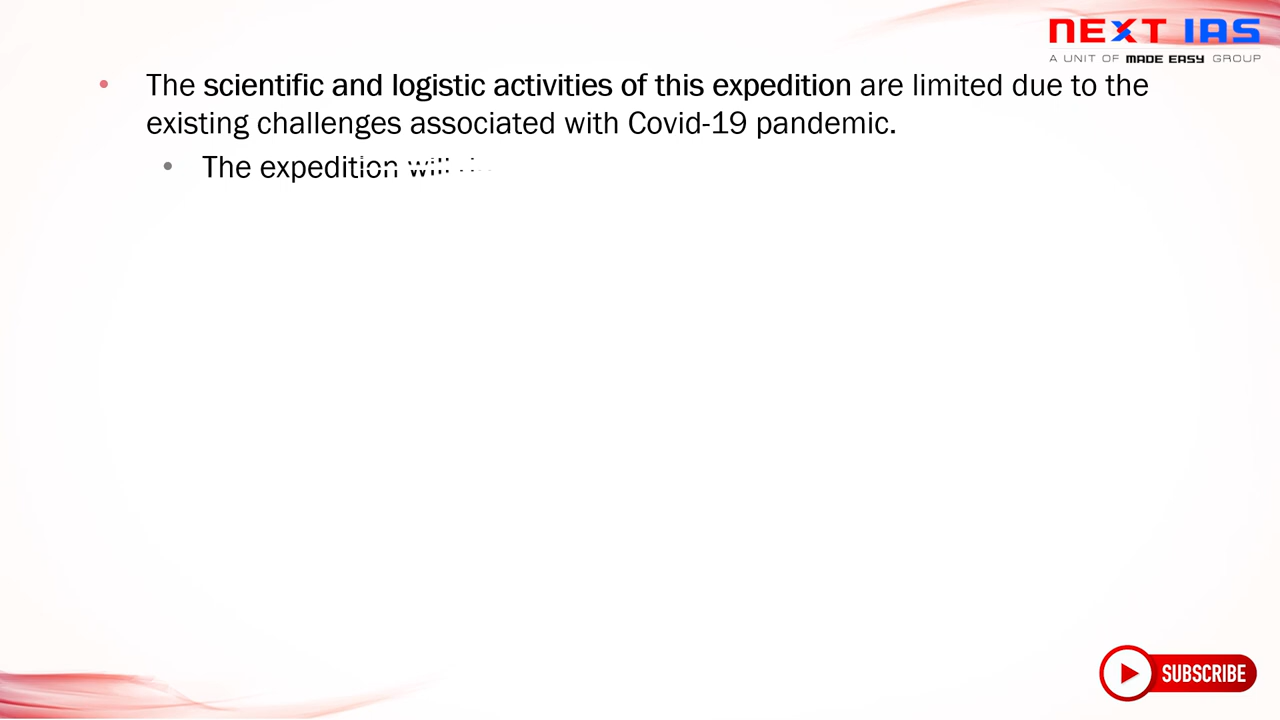 NEXT IAS
A UNIT OF MADE EASY GROUP
• The scientific and logistic activities of this expedition are limited due to the
existing challenges associated with Covid-19 pandemic.
• The expedition will
SUBSCRIBE